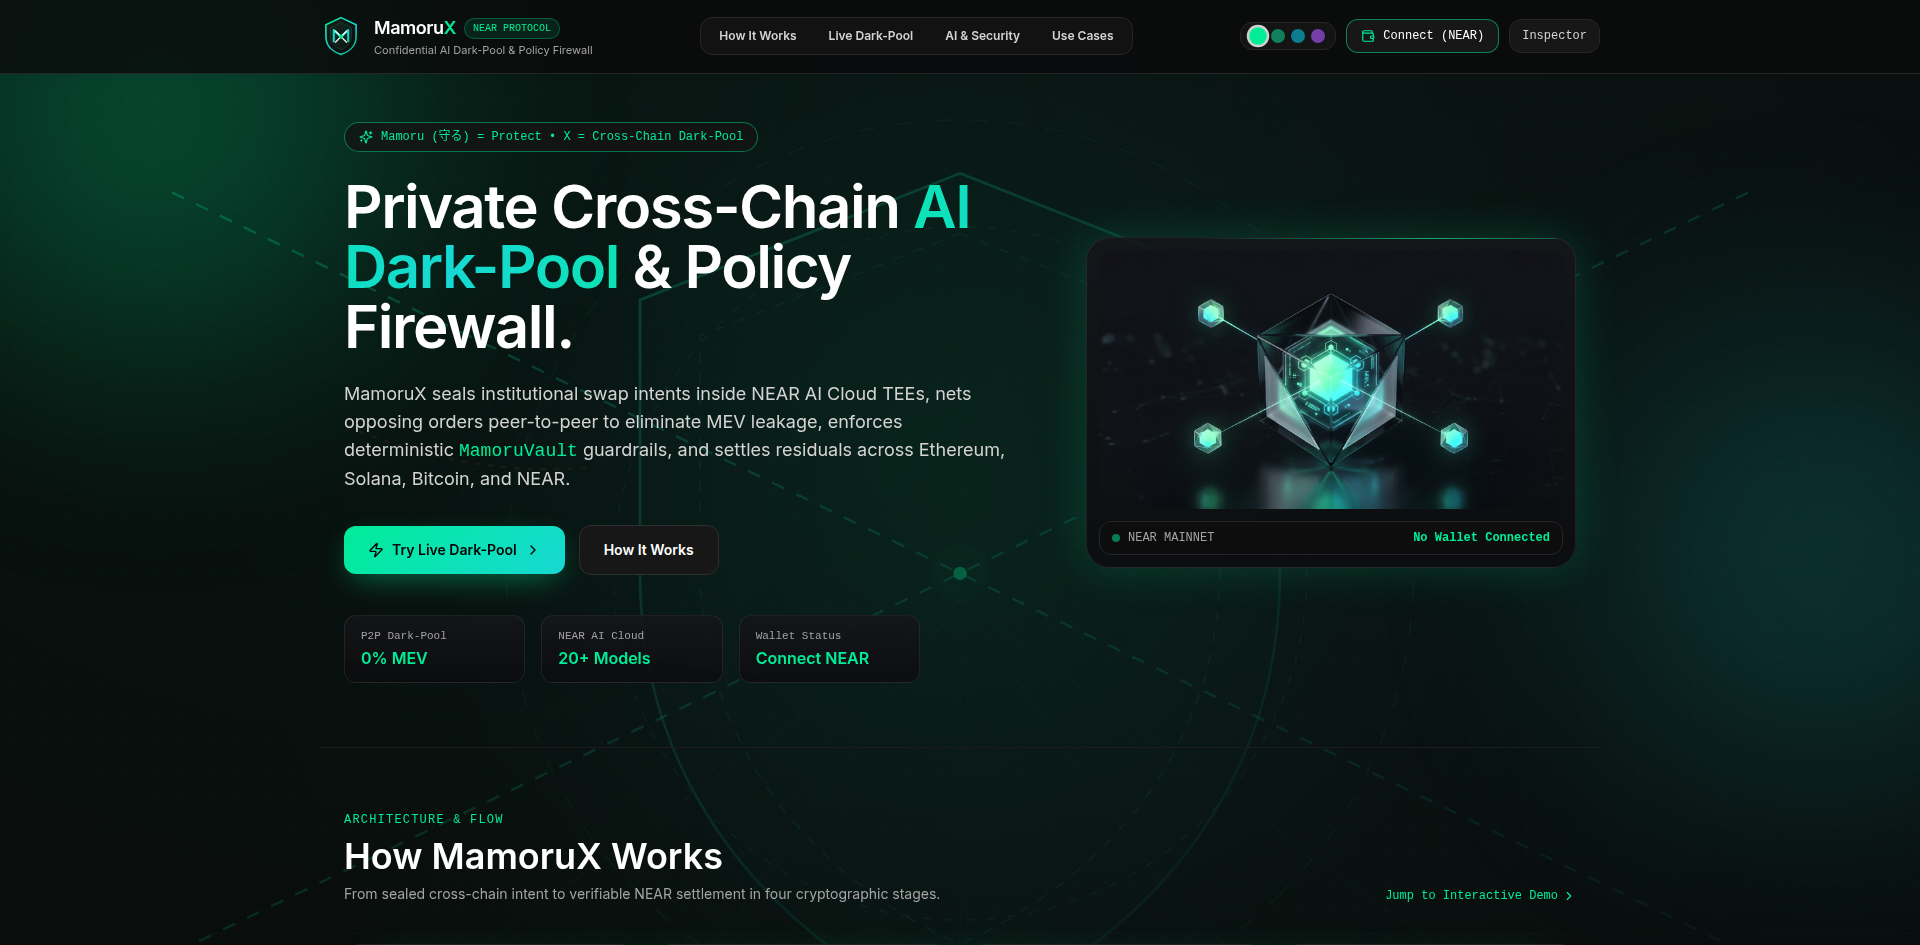 MamoruX
NEAR PROTOCOL
Confidential AI Dark-Pool & Policy Firewall
How It Works
Live Dark-Pool
AI & Security
Use Cases
Connect (NEAR)
Inspector
Mamoru (守る) = Protect • X = Cross-Chain Dark-Pool
Private Cross-Chain AI
Dark-Pool & Policy
Firewall.
MamoruX seals institutional swap intents inside NEAR AI Cloud TEEs, nets
opposing orders peer-to-peer to eliminate MEV leakage, enforces
deterministic MamoruVault guardrails, and settles residuals across Ethereum,
Solana, Bitcoin, and NEAR.
Try Live Dark-Pool
How It Works
NEAR MAINNET
No Wallet Connected
P2P Dark-Pool
0% MEV
NEAR AI Cloud
20+ Models
Wallet Status
Connect NEAR
ARCHITECTURE & FLOW
How MamoruX Works
From sealed cross-chain intent to verifiable NEAR settlement in four cryptographic stages.
Jump to Interactive Demo